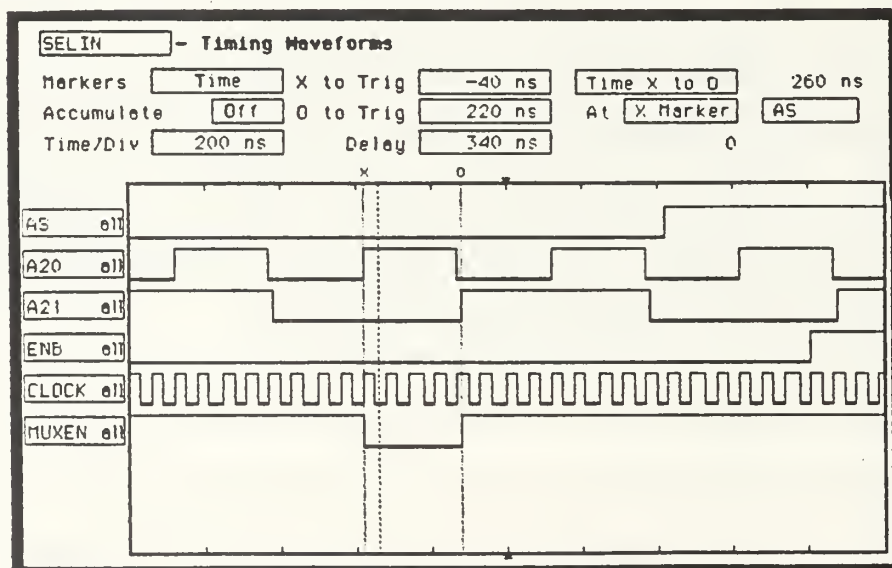 SELIN - Timing Waveforms
Markers Time X to Trig -40 ns Time X to O 260 ns
Accumulate Off O to Trig 220 ns At X Marker AS
Time/Div 200 ns Delay 340 ns 0
X O
AS all
A20 all
A21 all
ENB all
CLOCK all
MUXEN all